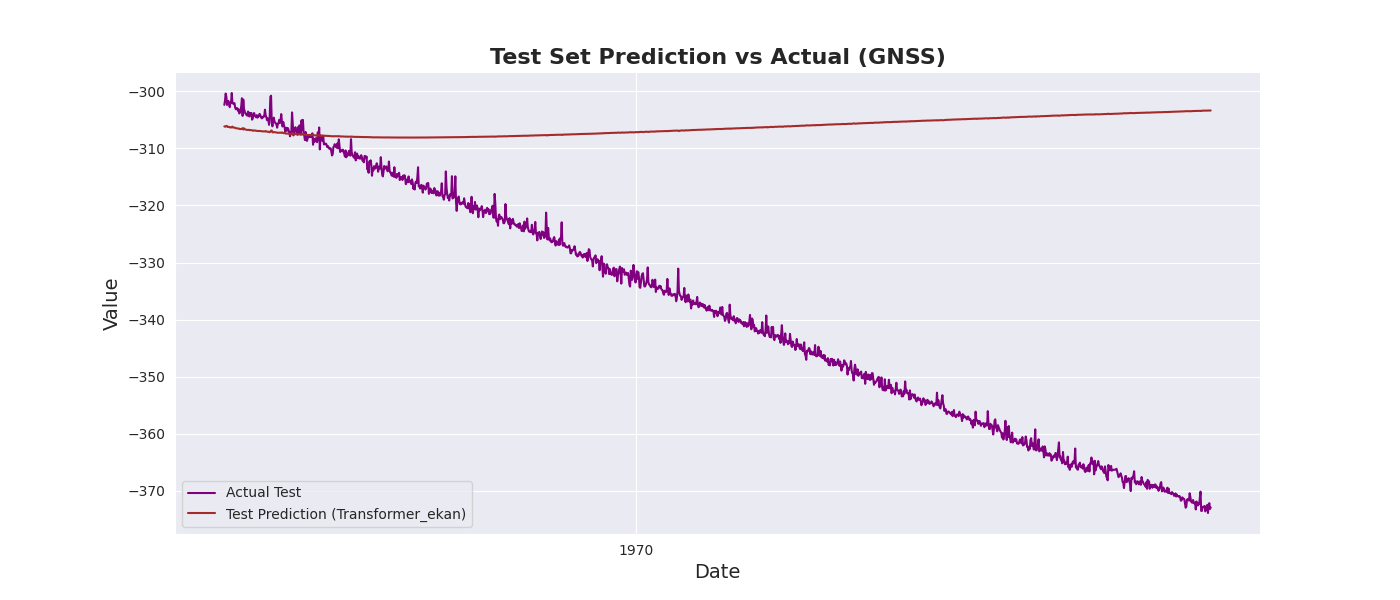 Test Set Prediction vs Actual (GNSS)
−300
−310
−320
−330
−340
−350
−360
−370
Value
Actual Test
Test Prediction (Transformer_ekan)
1970
Date